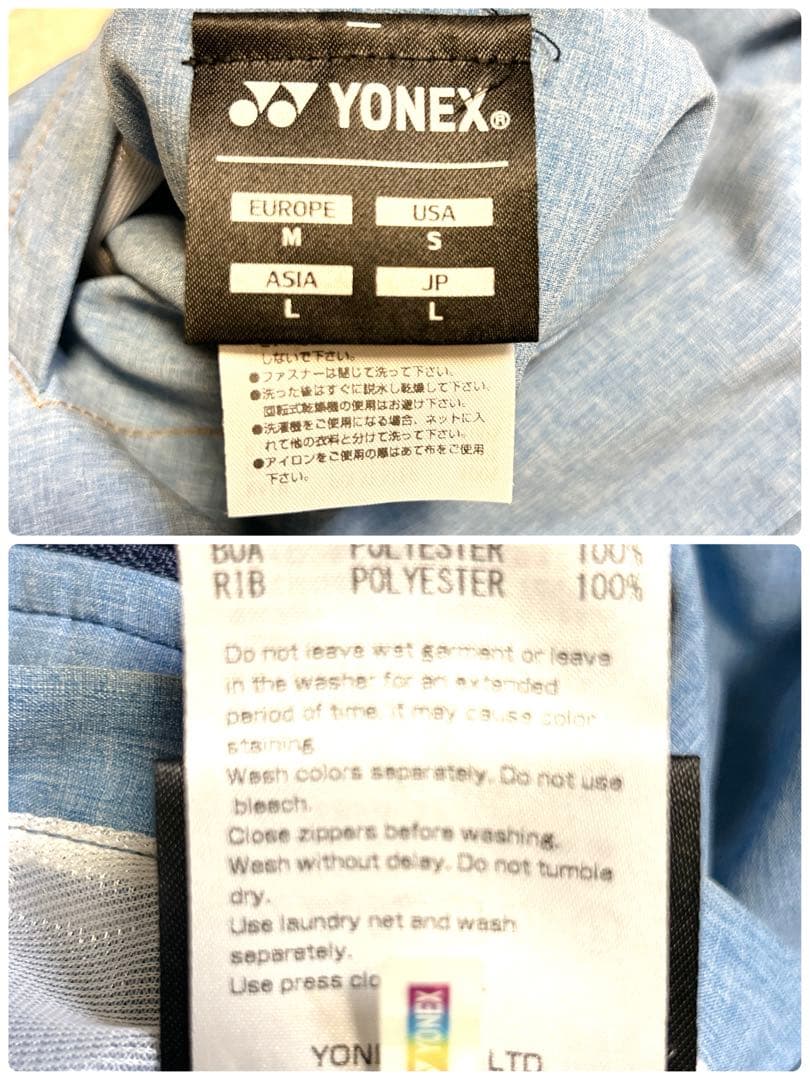 YONEX®
EUROPE USA
M S
ASIA JP
L L
しないで下さい。
●ファスナーは閉じて洗って下さい。
●洗った後はすぐに脱水し乾燥して下さい。
回転式乾燥機の使用はお避け下さい。
●洗濯機をご使用になる場合、ネットに入
れて他の衣料と分けて洗って下さい。
●アイロンをご使用の際はあて布をご使用
下さい。
BOA POLYESTER 100%
RIB POLYESTER 100%
Do not leave wet garment or leave
in the washer for an extended
period of time. It may cause color
staining
Wash colors separately. Do not use
bleach.
Close zippers before washing.
Wash without delay. Do not tumble
dry.
Use laundry net and wash
separately.
Use press clo
YONEX
Y
YON LTD